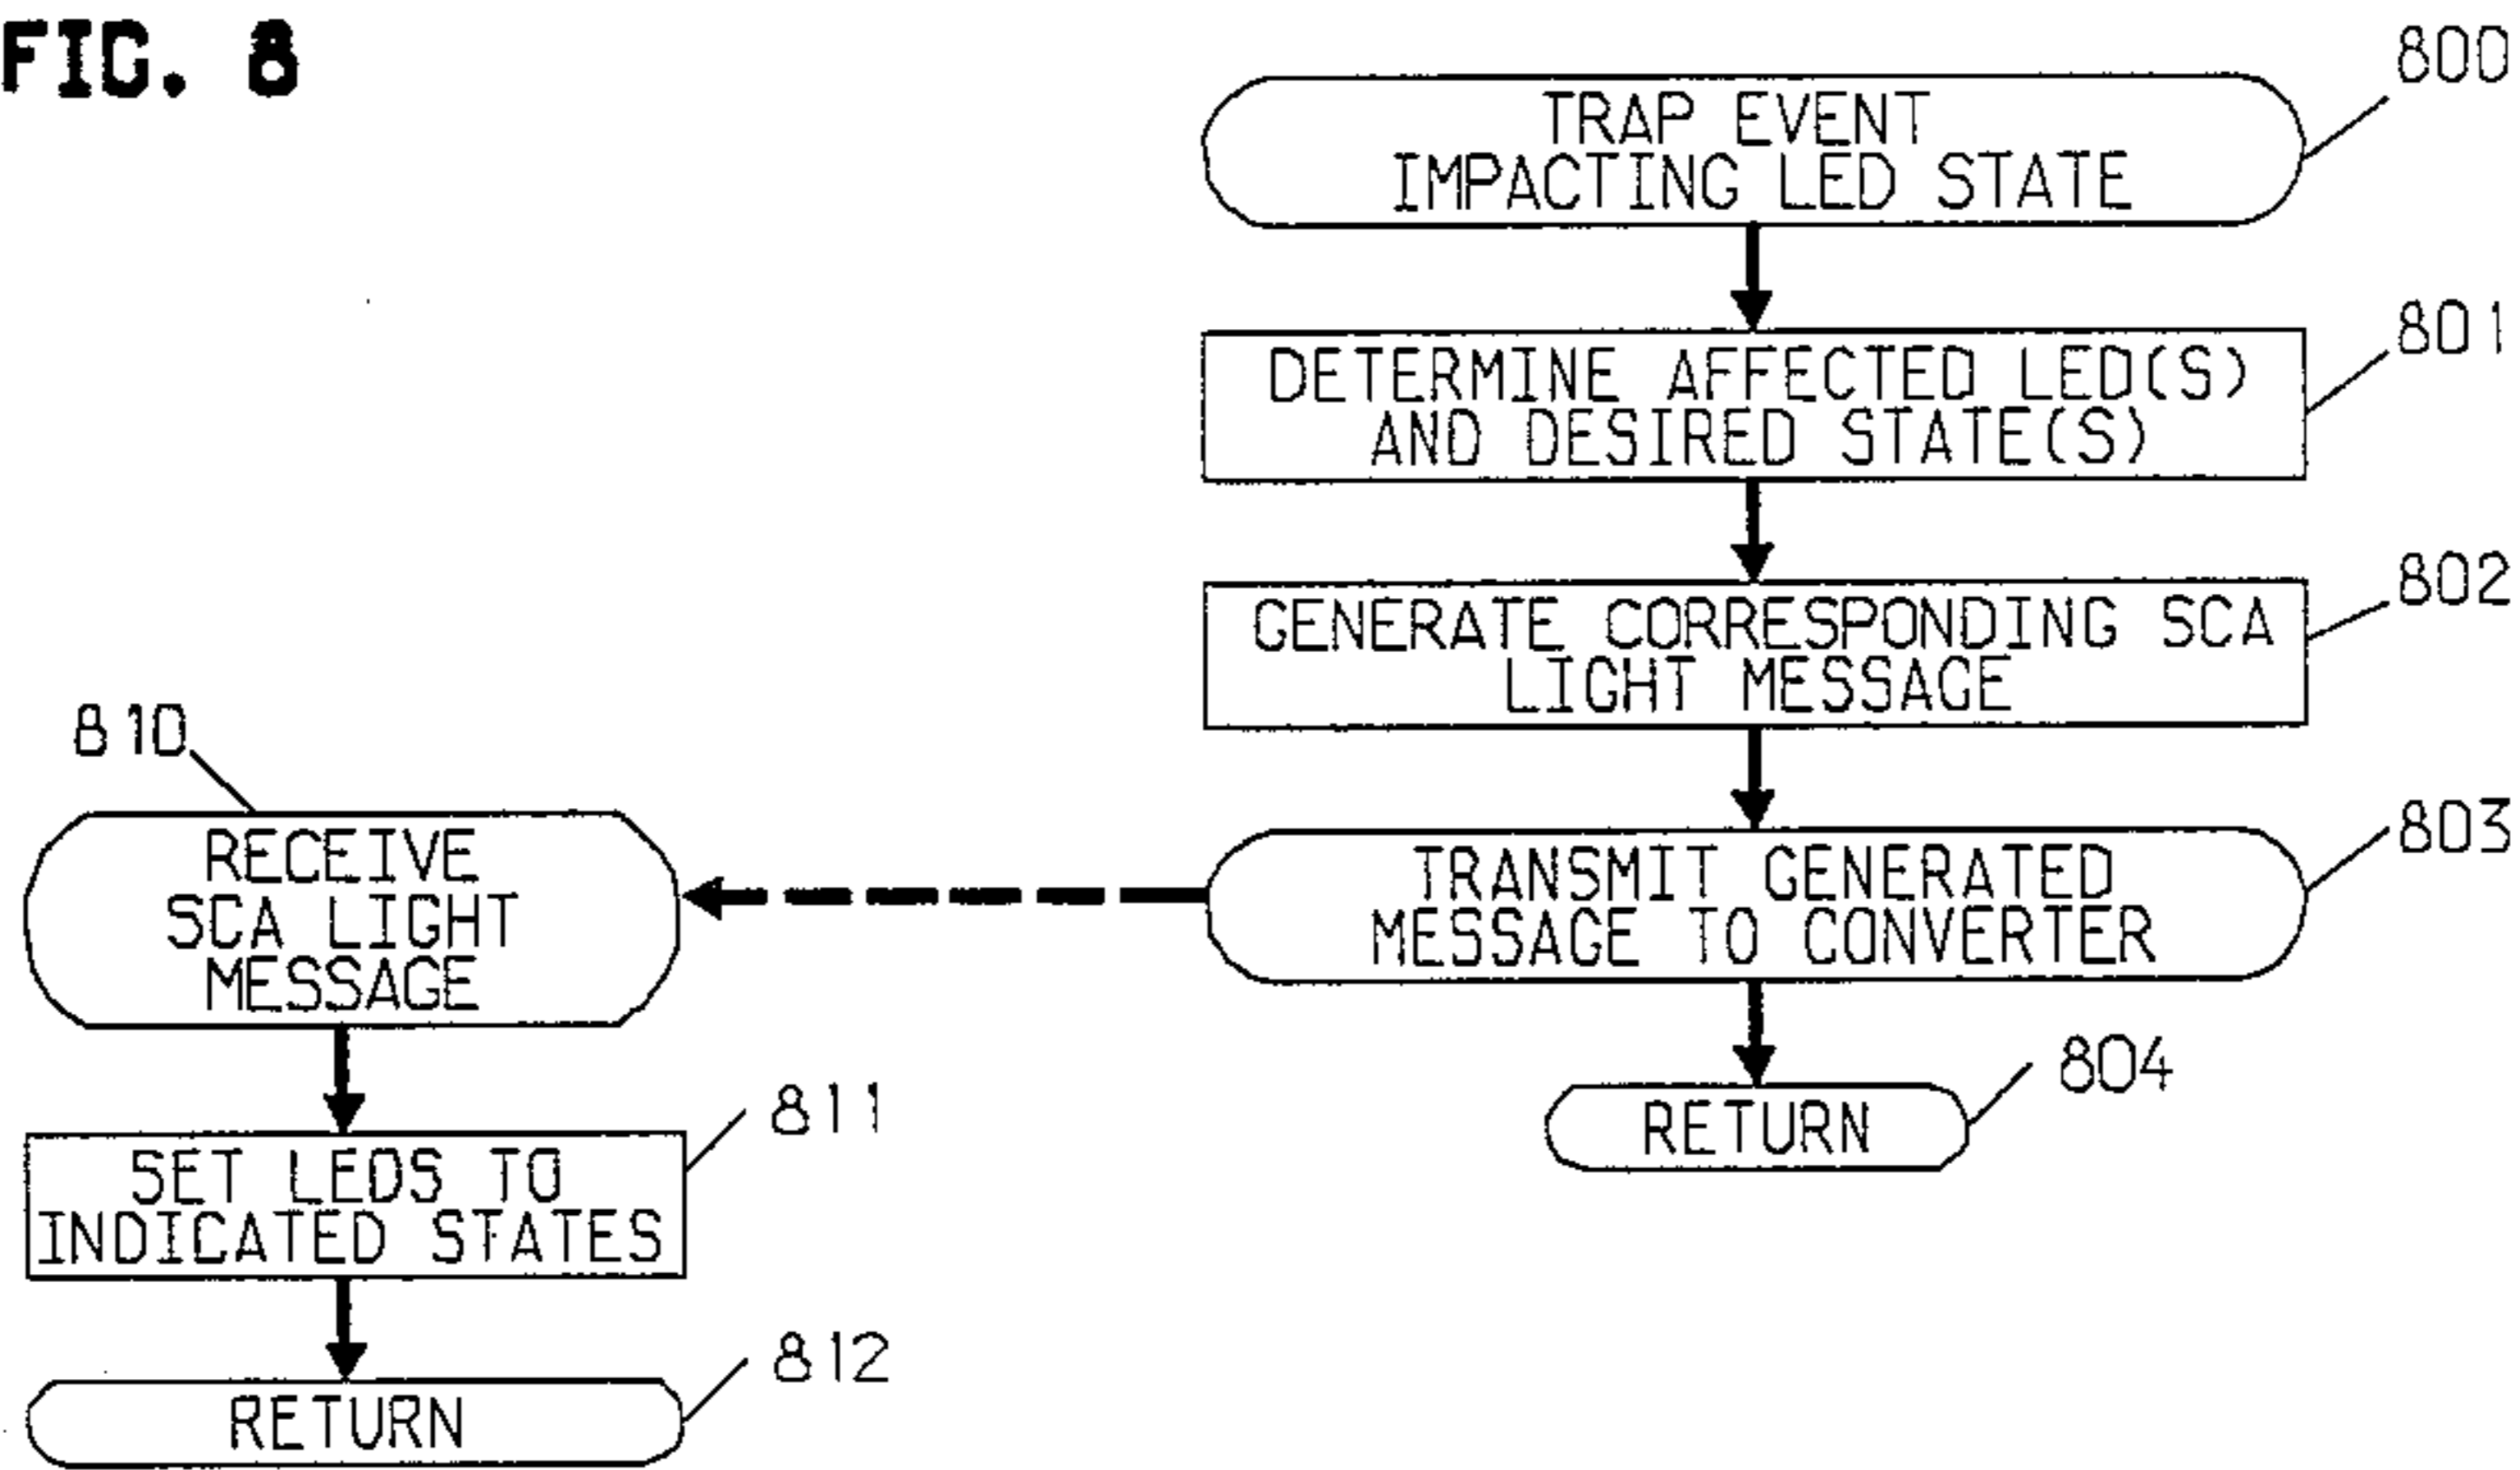 FIG. 8
800
TRAP EVENT
IMPACTING LED STATE
801
DETERMINE AFFECTED LED(S)
AND DESIRED STATE(S)
802
GENERATE CORRESPONDING SCA
LIGHT MESSAGE
803
TRANSMIT GENERATED
MESSAGE TO CONVERTER
804
RETURN
810
RECEIVE
SCA LIGHT
MESSAGE
811
SET LEDS TO
INDICATED STATES
812
RETURN